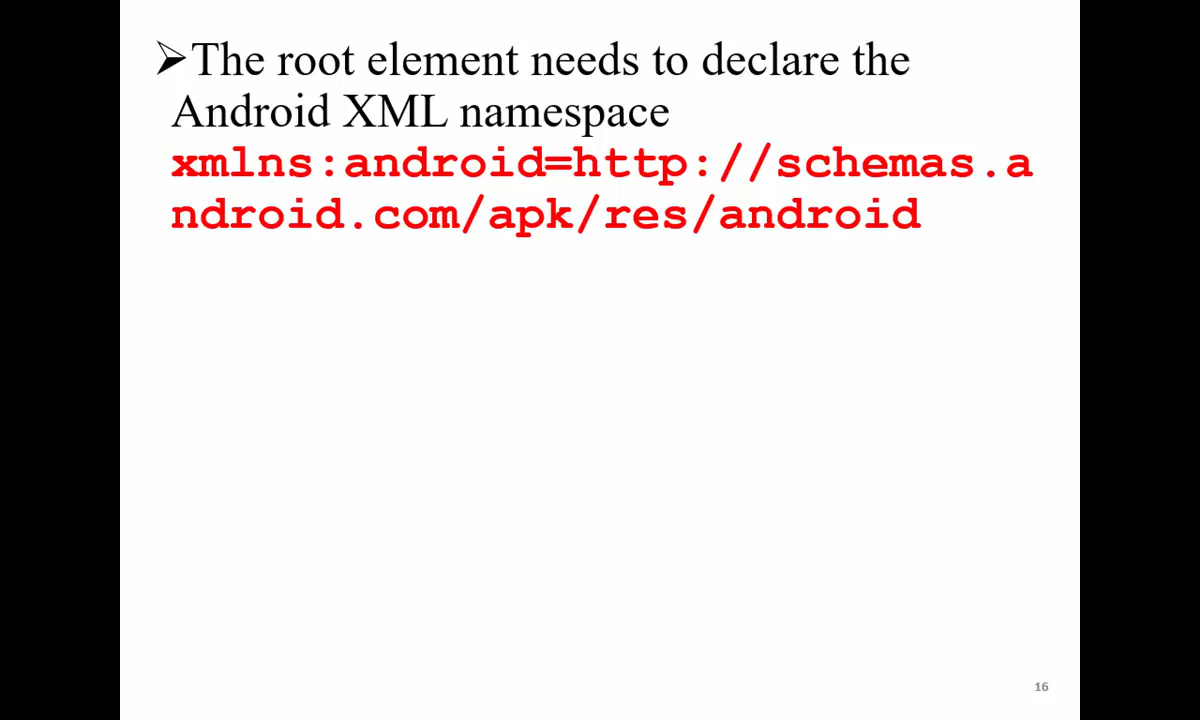 ➢The root element needs to declare the
Android XML namespace
xmlns:android=http://schemas.a
ndroid.com/apk/res/android
16